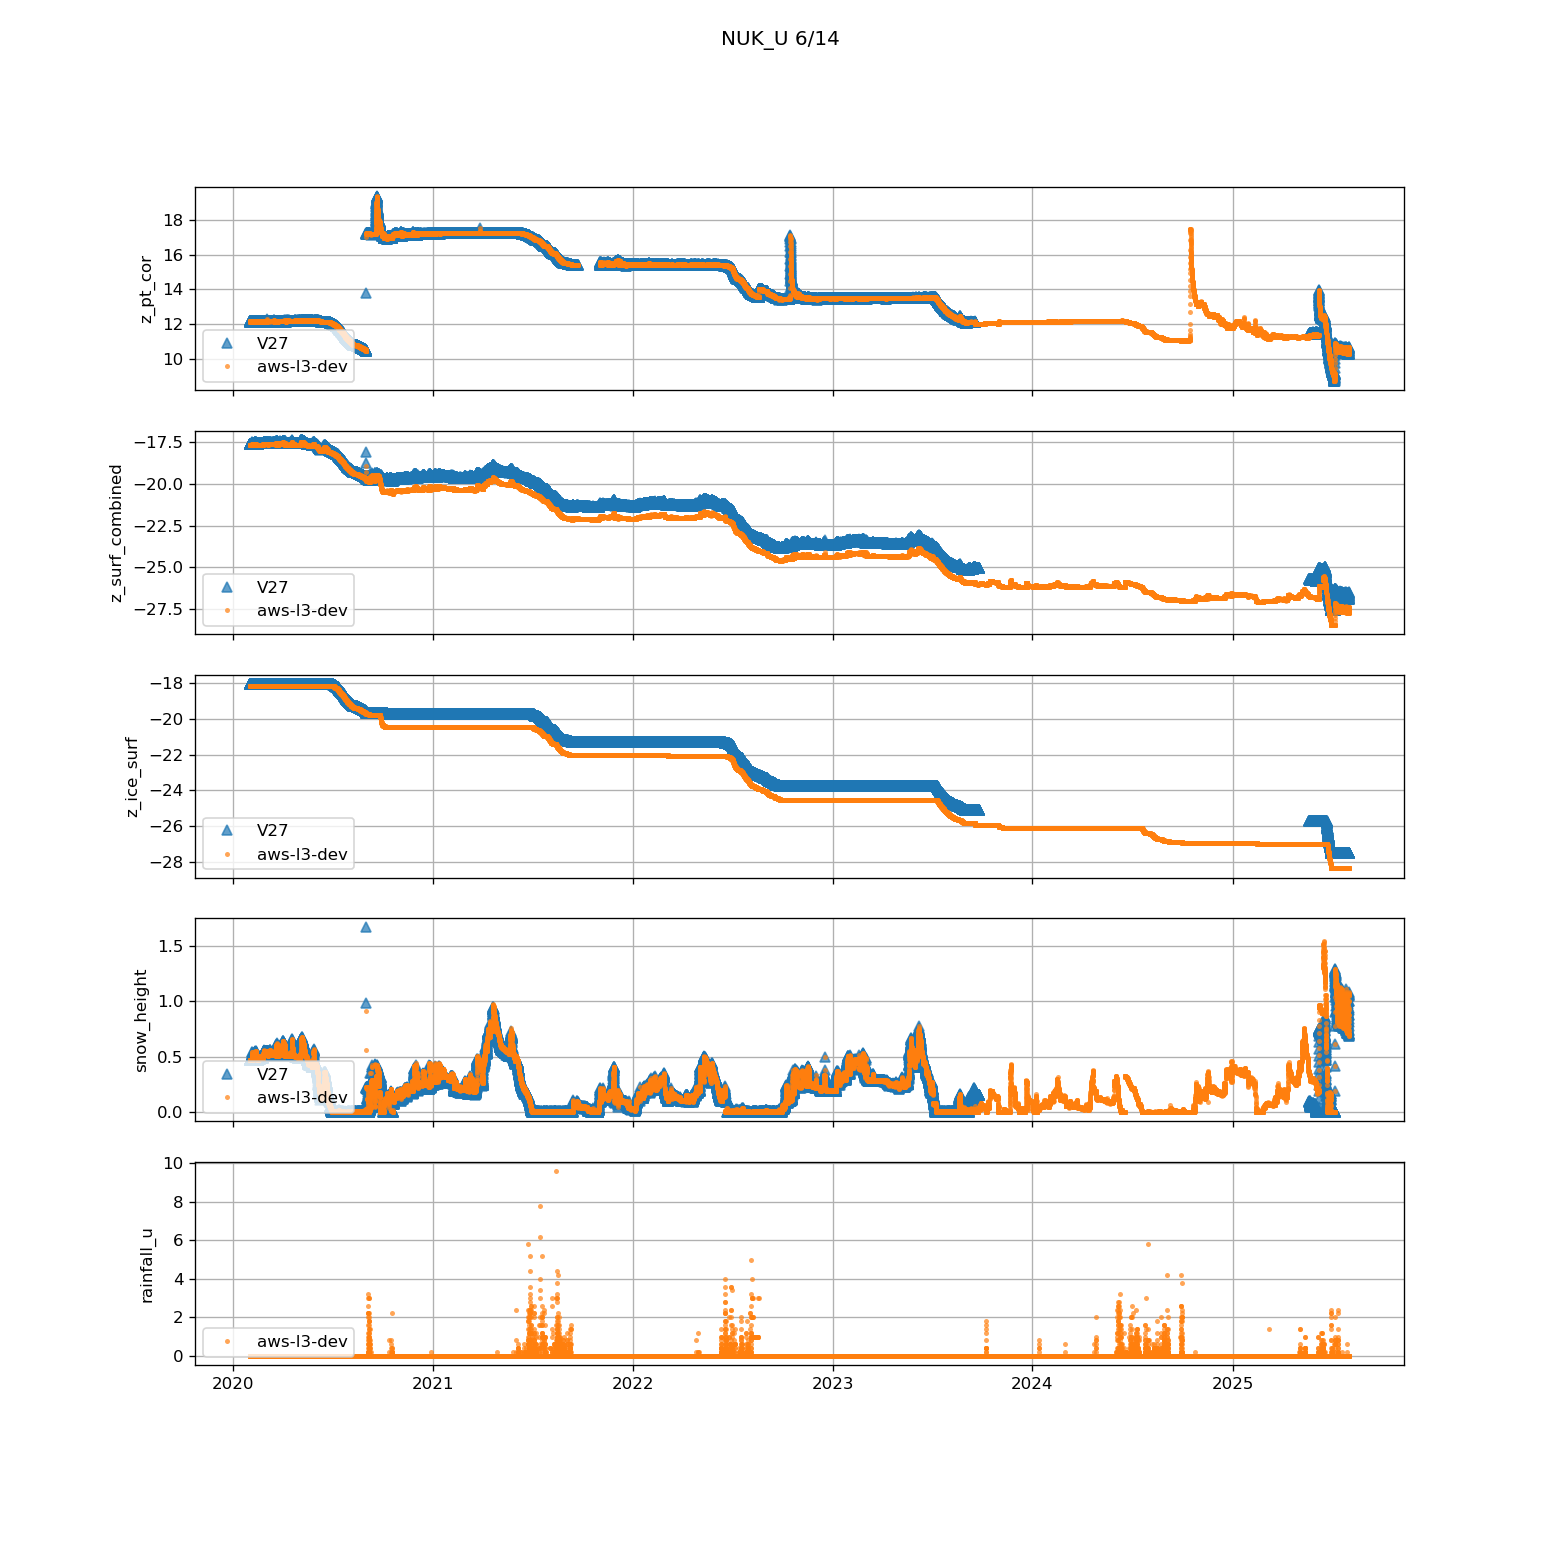 NUK_U 6/14
z_pt_cor
18
16
14
12
10
V27
aws-l3-dev
z_surf_combined
−17.5
−20.0
−22.5
−25.0
−27.5
V27
aws-l3-dev
z_ice_surf
−18
−20
−22
−24
−26
−28
V27
aws-l3-dev
snow_height
1.5
1.0
0.5
0.0
V27
aws-l3-dev
rainfall_u
10
8
6
4
2
0
aws-l3-dev
2020 2021 2022 2023 2024 2025